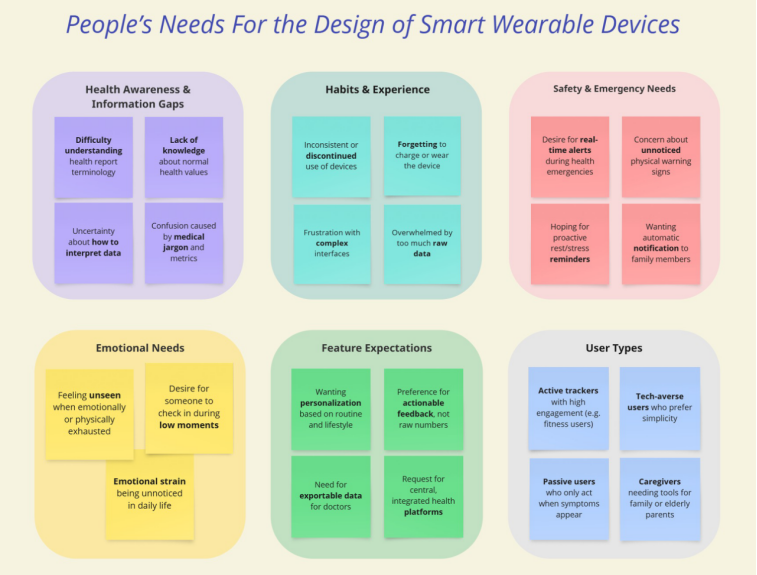 People's Needs For the Design of Smart Wearable Devices
Health Awareness &
Information Gaps
Difficulty
understanding
health report
terminology
Lack of
knowledge
about normal
health values
Uncertainty
about how to
interpret data
Confusion caused
by medical
jargon and
metrics
Habits & Experience
Inconsistent or
discontinued
use of devices
Forgetting to
charge or wear
the device
Frustration with
complex
interfaces
Overwhelmed by
too much raw
data
Safety & Emergency Needs
Desire for real-
time alerts
during health
emergencies
Concern about
unnoticed
physical warning
signs
Hoping for
proactive
rest/stress
reminders
Wanting
automatic
notification to
family members
Emotional Needs
Feeling unseen
when emotionally
or physically
exhausted
Desire for
someone to
check in during
low moments
Emotional strain
being unnoticed
in daily life
Feature Expectations
Wanting
personalization
based on routine
and lifestyle
Preference for
actionable
feedback, not
raw numbers
Need for
exportable data
for doctors
Request for
central,
integrated health
platforms
User Types
Active trackers
with high
engagement (e.g.
fitness users)
Tech-averse
users who prefer
simplicity
Passive users
who only act
when symptoms
appear
Caregivers
needing tools for
family or elderly
parents